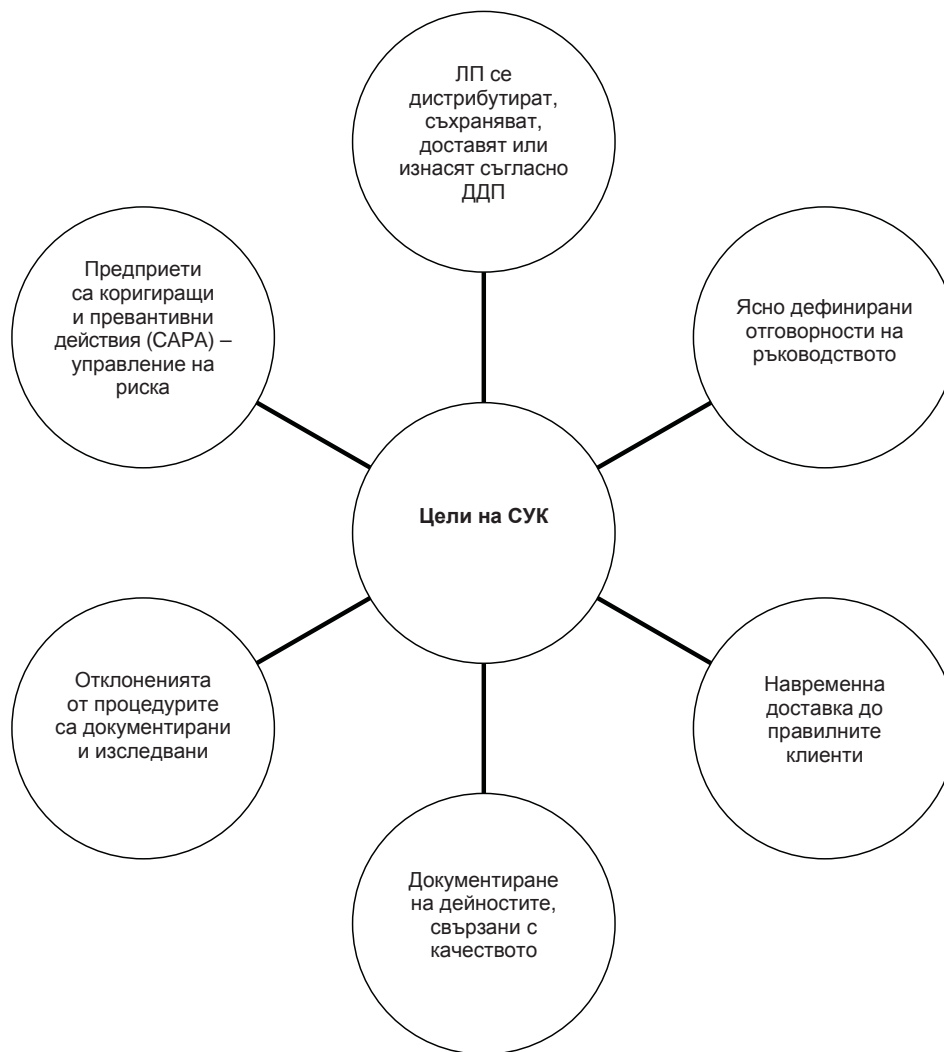 ЛП се
дистрибутират,
съхраняват,
доставят или
изнасят съгласно
ДДП
Предприети
са коригиращи
и превантивни
действия (САРА) –
управление на
риска
Ясно дефинирани
отговорности на
ръководството
Цели на СУК
Отклоненията
от процедурите
са документирани
и изследвани
Навременна
доставка до
правилните
клиенти
Документиране
на дейностите,
свързани с
качеството